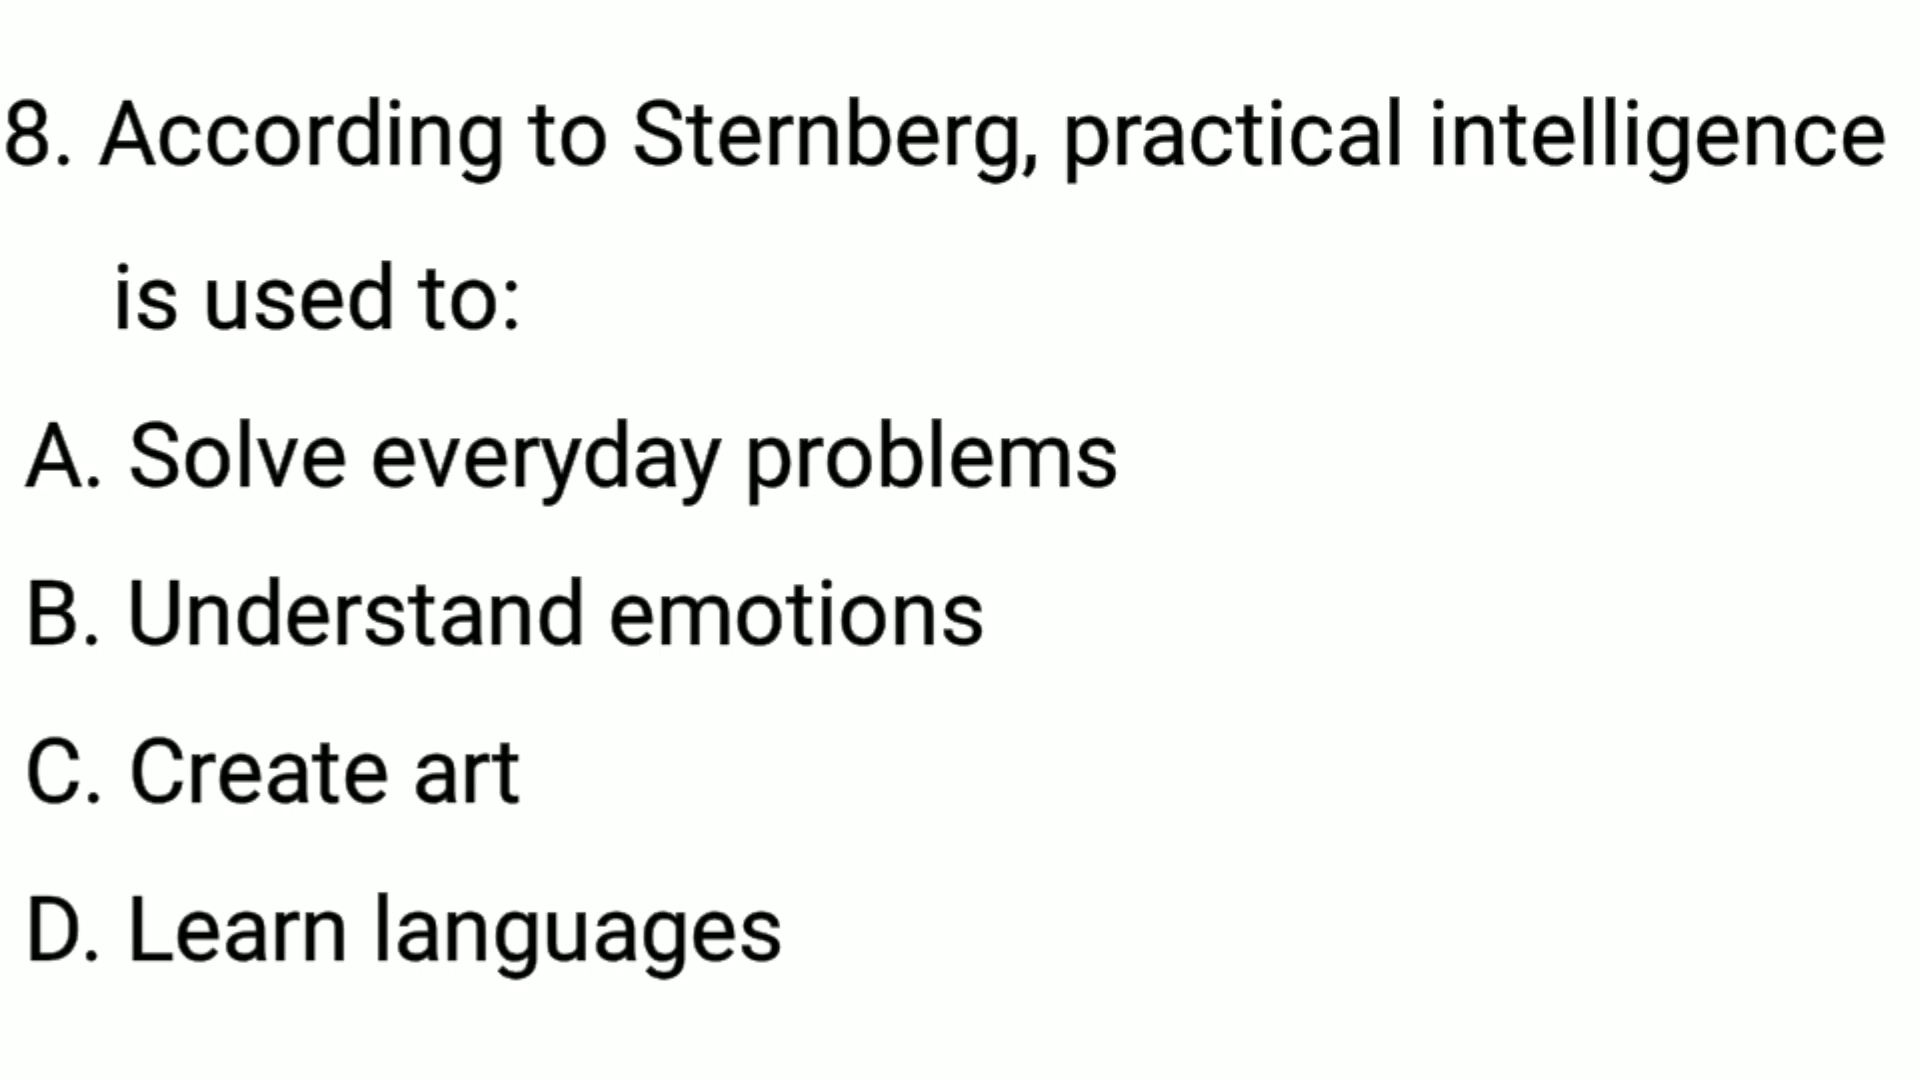 8. According to Sternberg, practical intelligence
is used to:
A. Solve everyday problems
B. Understand emotions
C. Create art
D. Learn languages